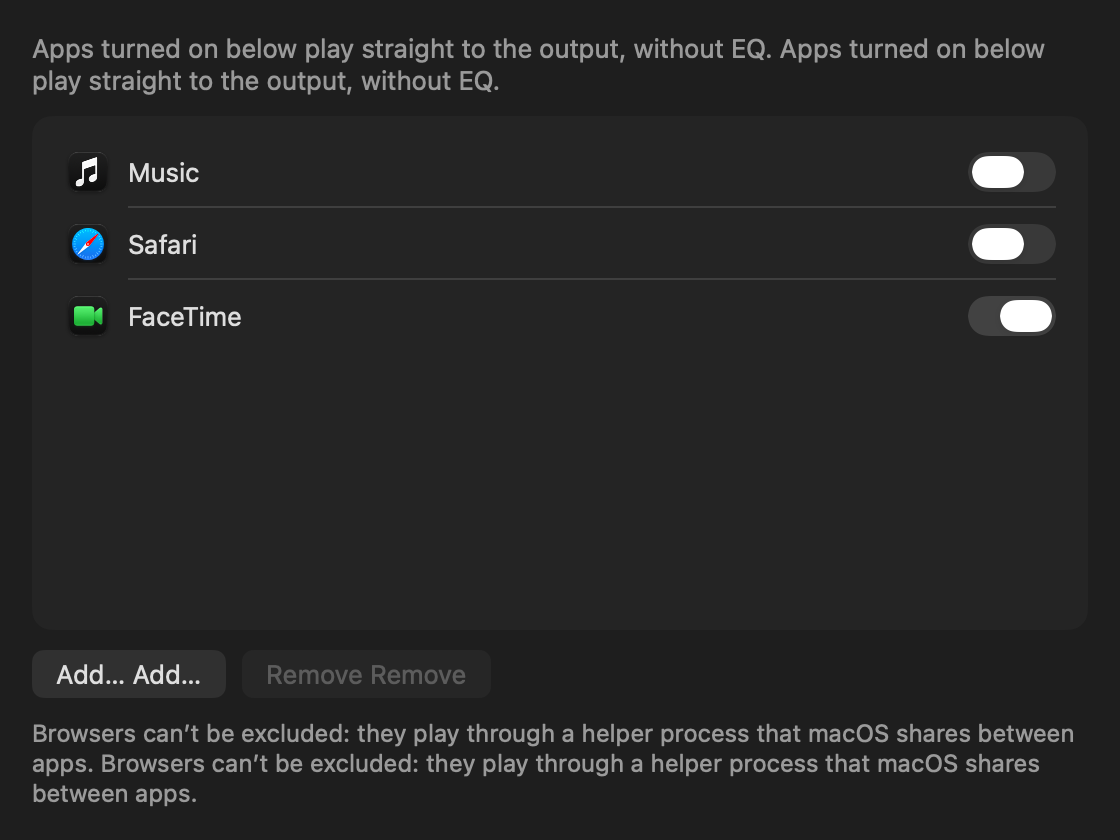 Apps turned on below play straight to the output, without EQ. Apps turned on below
play straight to the output, without EQ.
Music
Safari
FaceTime
Add... Add...
Remove Remove
Browsers can’t be excluded: they play through a helper process that macOS shares between
apps. Browsers can’t be excluded: they play through a helper process that macOS shares
between apps.